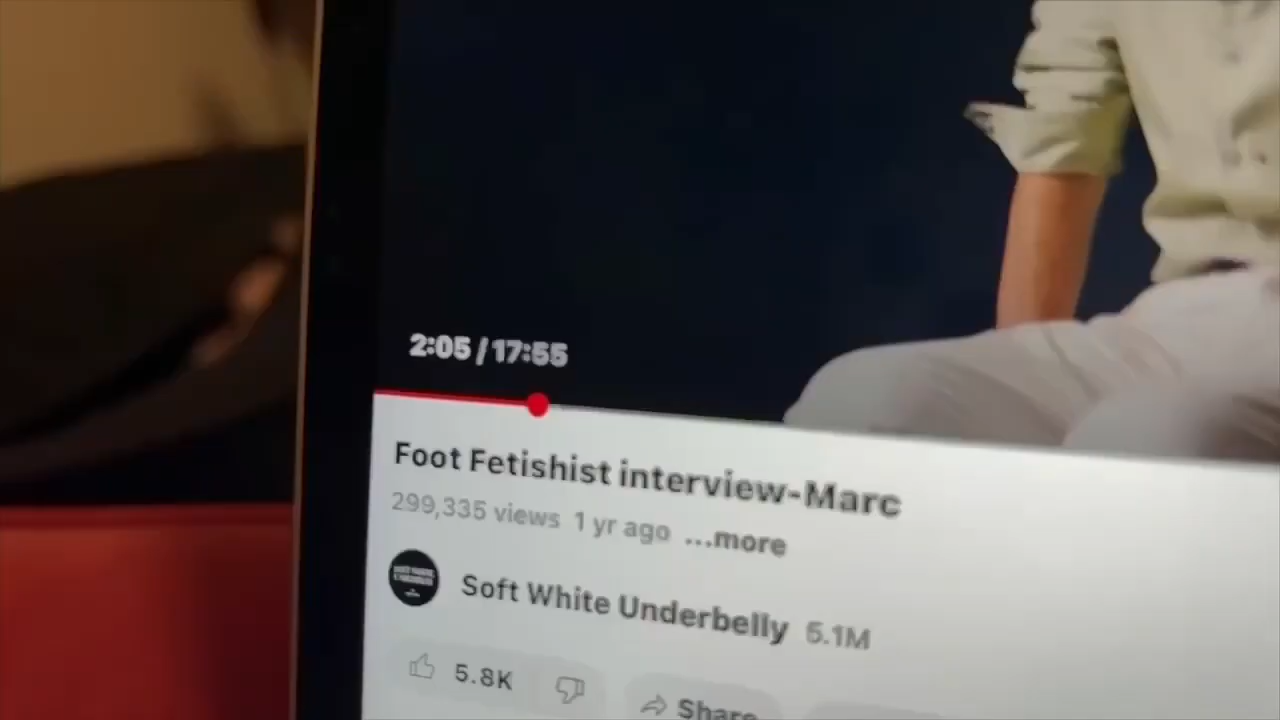 2:05 / 17:55
Foot Fetishist interview-Marc
299,335 views 1 yr ago ...more
Soft White Underbelly 5.1M
5.8K Share